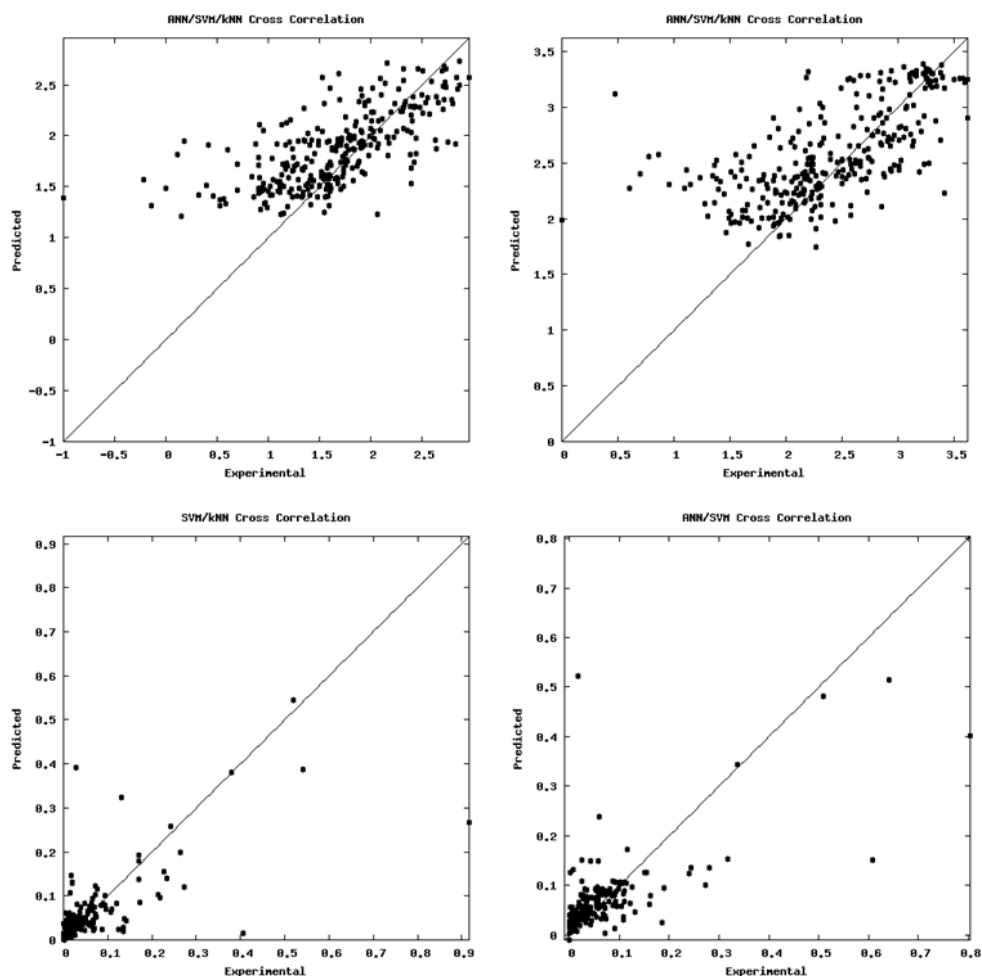 ANN/SVM/kNN Cross Correlation
2.5
2
1.5
1
0.5
0
-0.5
-1
Predicted
-1 -0.5 0 0.5 1 1.5 2 2.5
Experimental
ANN/SVM/kNN Cross Correlation
3.5
3
2.5
2
1.5
1
0.5
0
Predicted
0 0.5 1 1.5 2 2.5 3 3.5
Experimental
SVM/kNN Cross Correlation
0.9
0.8
0.7
0.6
0.5
0.4
0.3
0.2
0.1
0
Predicted
0 0.1 0.2 0.3 0.4 0.5 0.6 0.7 0.8 0.9
Experimental
ANN/SVM Cross Correlation
0.8
0.7
0.6
0.5
0.4
0.3
0.2
0.1
0
Predicted
0 0.1 0.2 0.3 0.4 0.5 0.6 0.7 0.8
Experimental